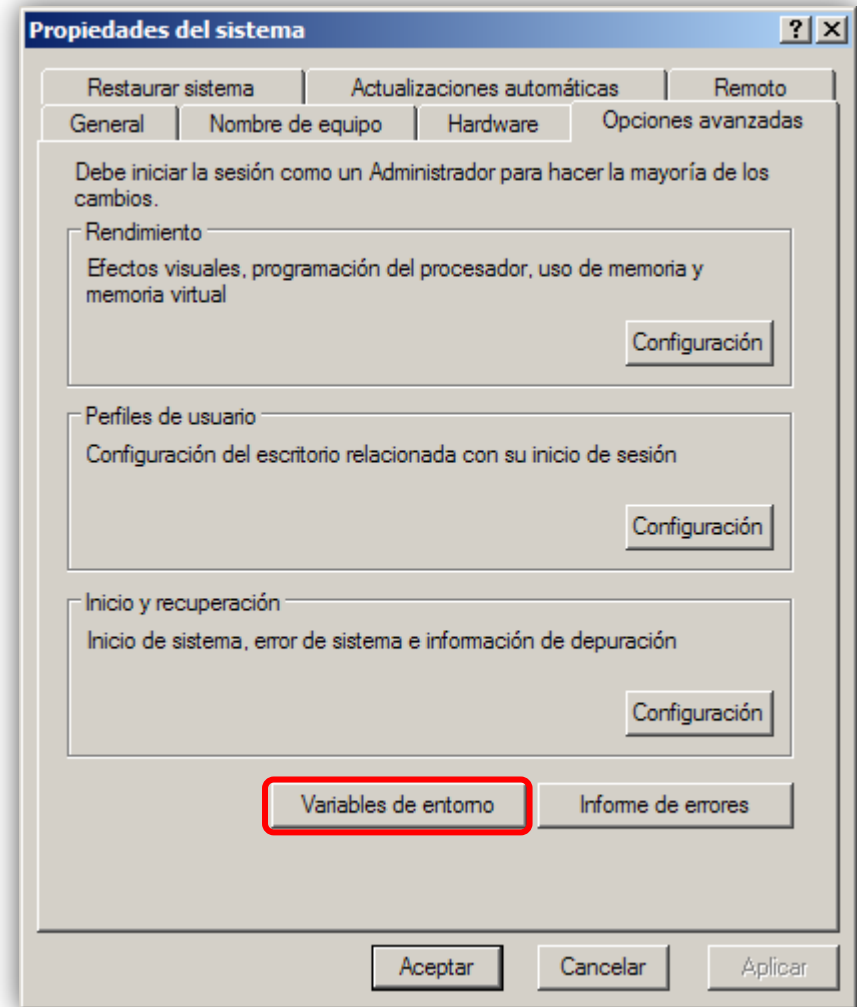 Propiedades del sistema
Restaurar sistema
Actualizaciones automáticas
Remoto
General
Nombre de equipo
Hardware
Opciones avanzadas
Debe iniciar la sesión como un Administrador para hacer la mayoría de los
cambios.
Rendimiento
Efectos visuales, programación del procesador, uso de memoria y
memoria virtual
Configuración
Perfiles de usuario
Configuración del escritorio relacionada con su inicio de sesión
Configuración
Inicio y recuperación
Inicio de sistema, error de sistema e información de depuración
Configuración
Variables de entorno
Informe de errores
Aceptar
Cancelar
Aplicar